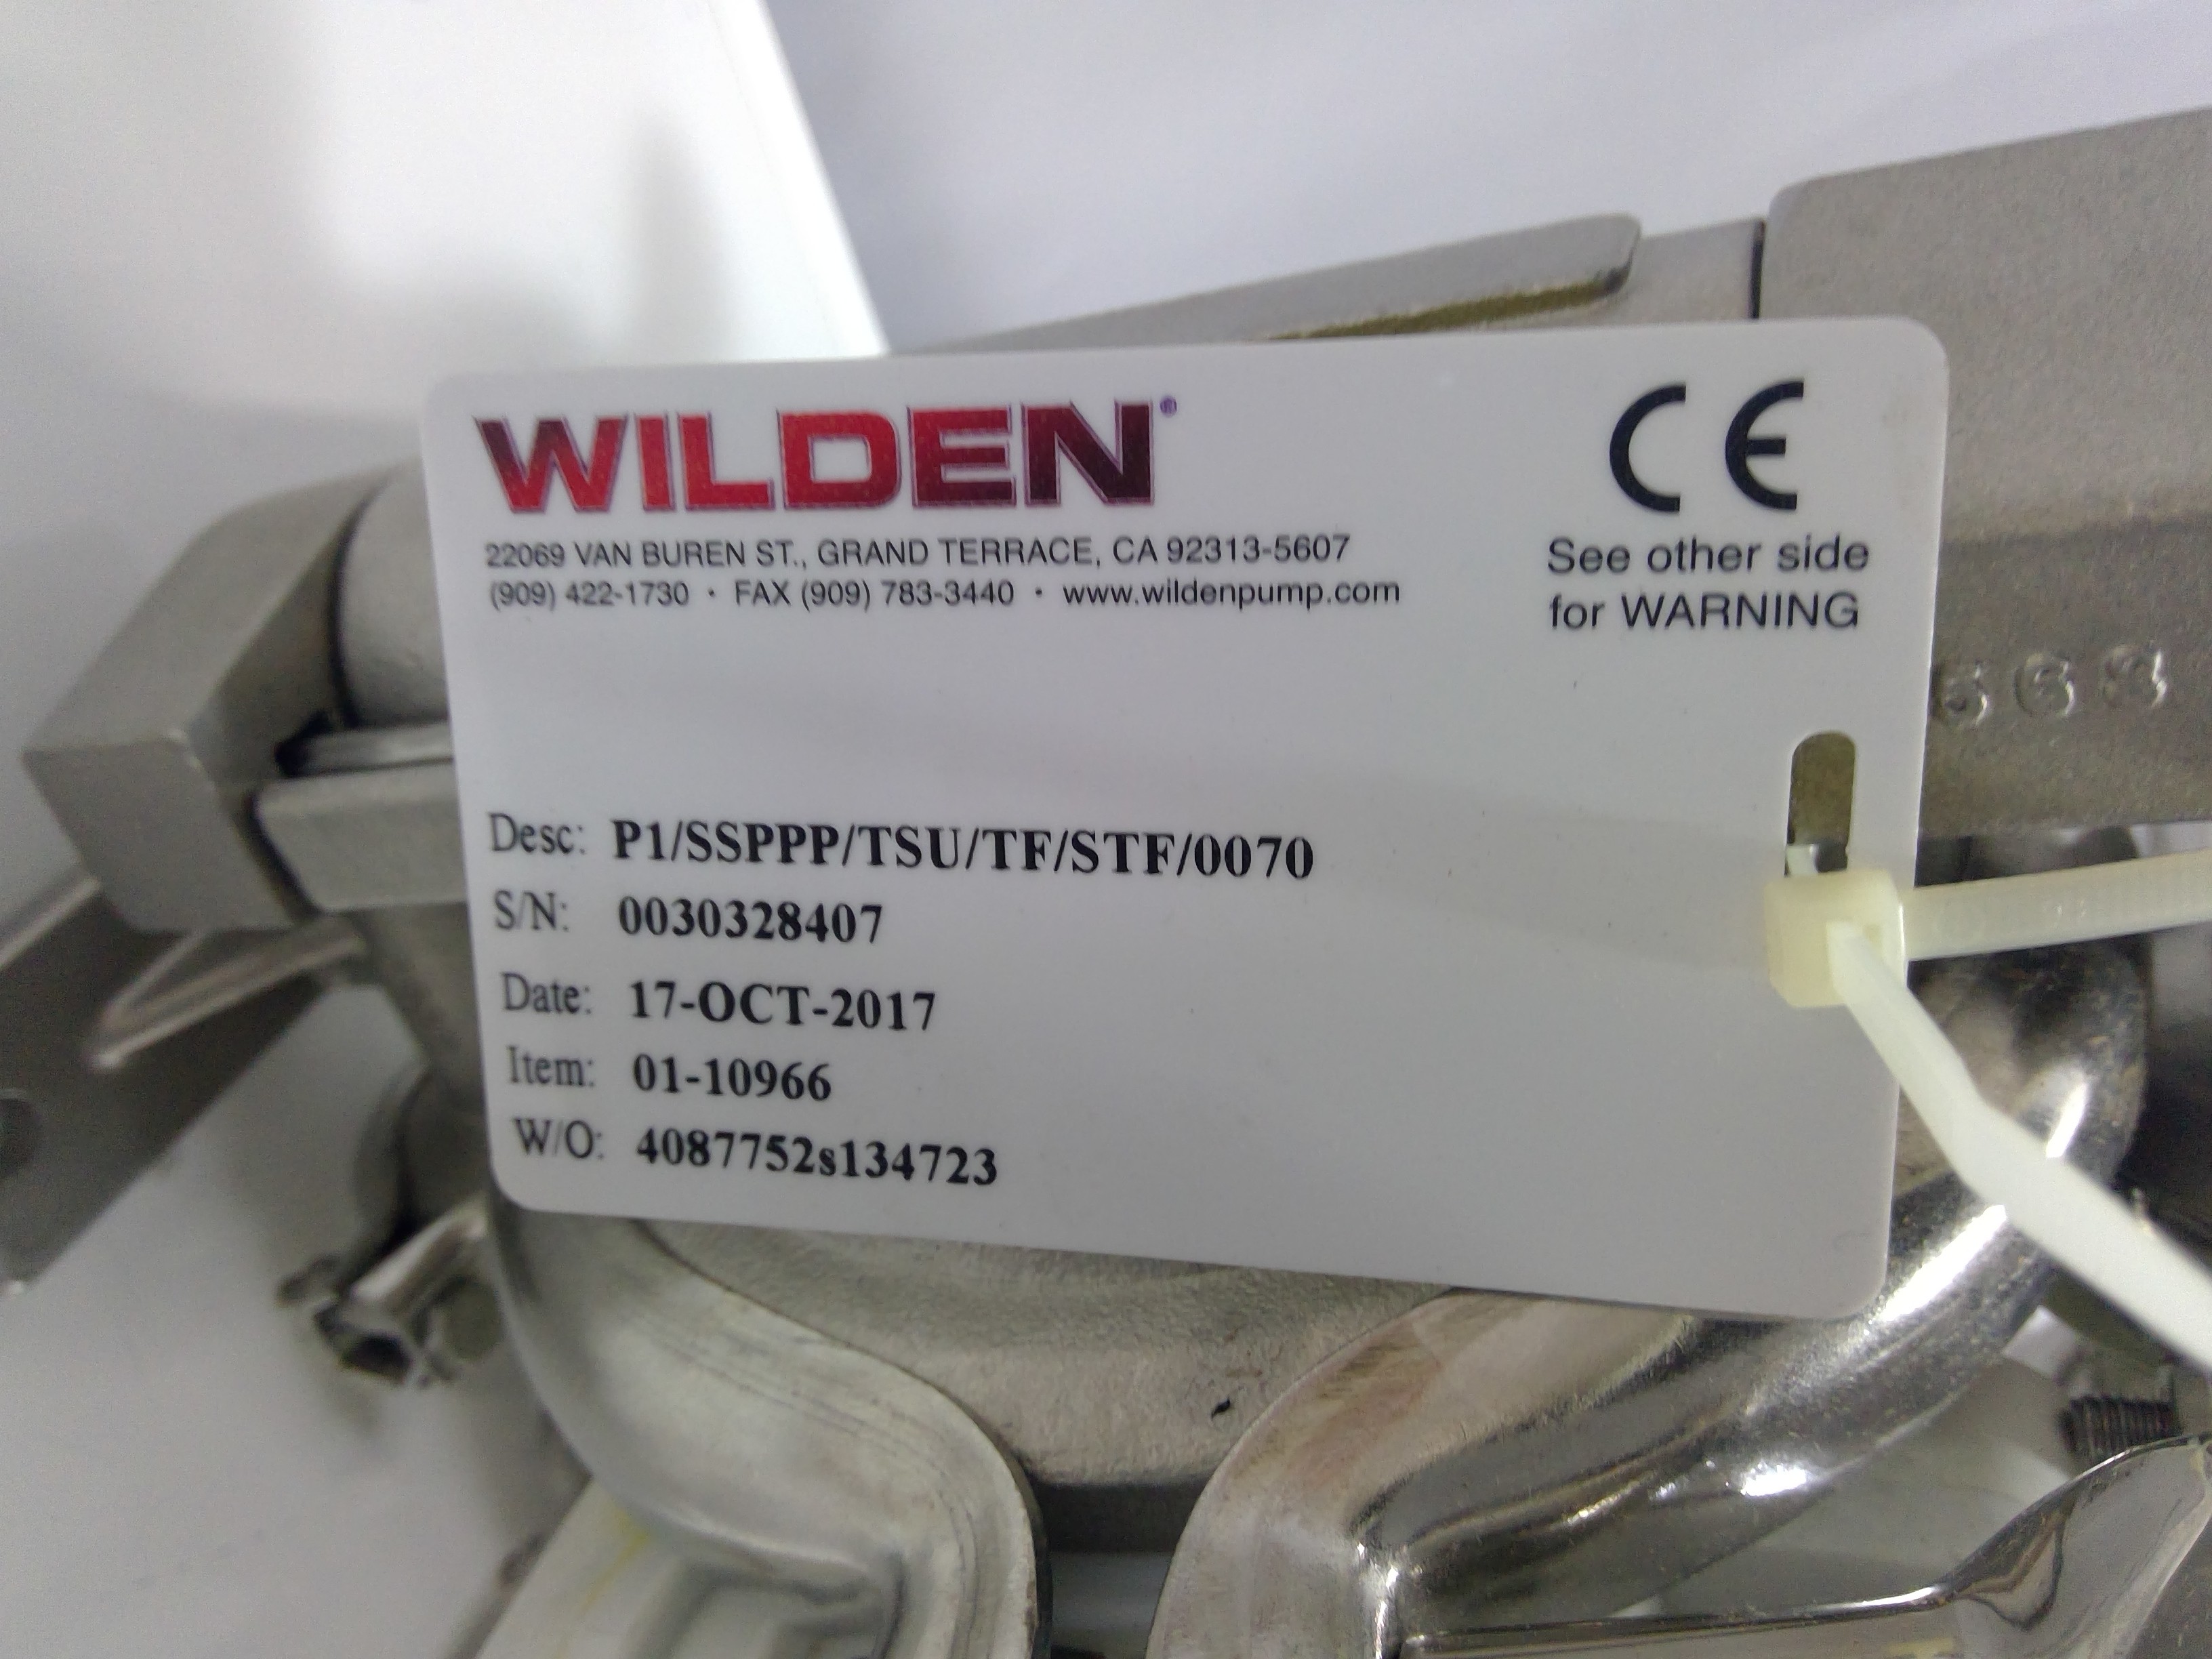 WILDEN®
22069 VAN BUREN ST., GRAND TERRACE, CA 92313-5607
(909) 422-1730 · FAX (909) 783-3440 · www.wildenpump.com
CE
See other side
for WARNING
568
Desc: P1/SSPPP/TSU/TF/STF/0070
S/N: 0030328407
Date: 17-OCT-2017
Item: 01-10966
W/O: 4087752s134723